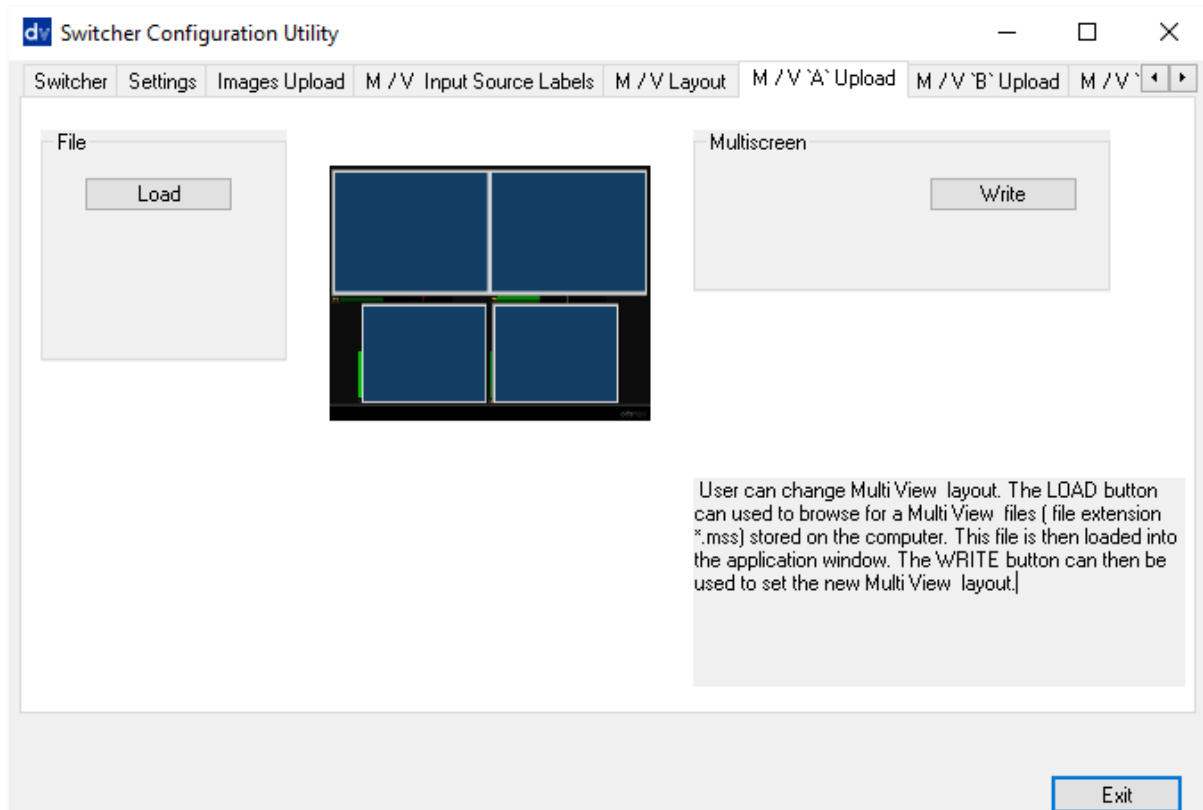 dv Switcher Configuration Utility
Switcher Settings Images Upload M / V Input Source Labels M / V Layout M / V `A` Upload M / V `B` Upload M / V `
File
Load
Multiscreen
Write
User can change Multi View layout. The LOAD button
can used to browse for a Multi View files ( file extension
*.mss) stored on the computer. This file is then loaded into
the application window. The WRITE button can then be
used to set the new Multi View layout.
Exit